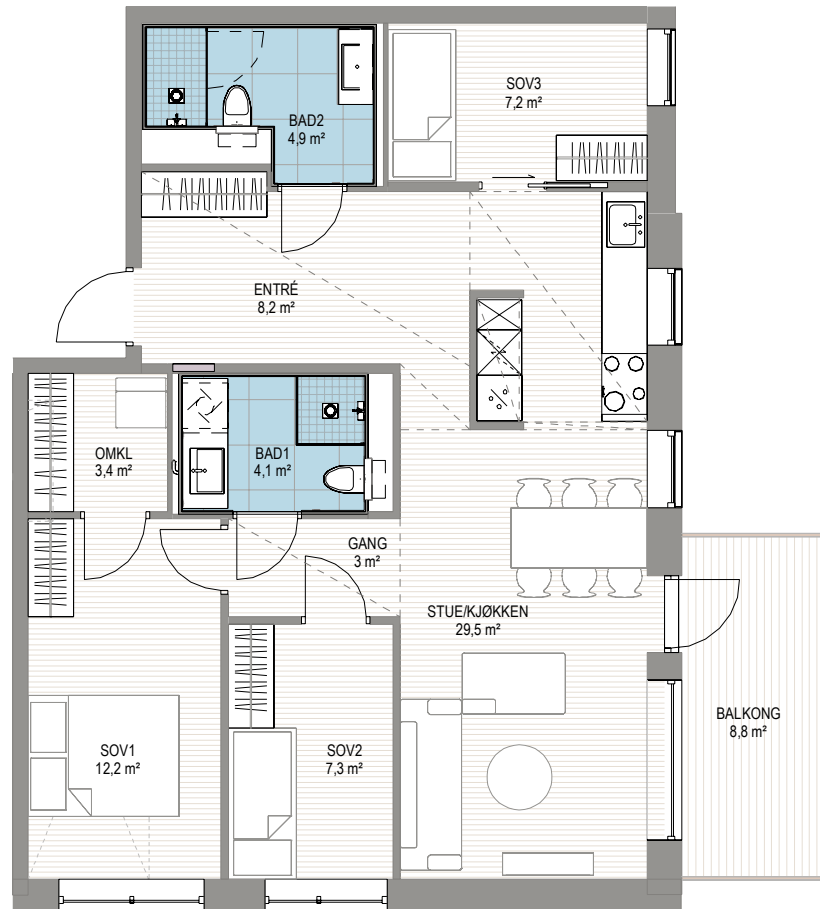 SOV3
7,2 m²
BAD2
4,9 m²
ENTRÉ
8,2 m²
OMKL
3,4 m²
BAD1
4,1 m²
GANG
3 m²
STUE/KJØKKEN
29,5 m²
BALKONG
8,8 m²
SOV1
12,2 m²
SOV2
7,3 m²